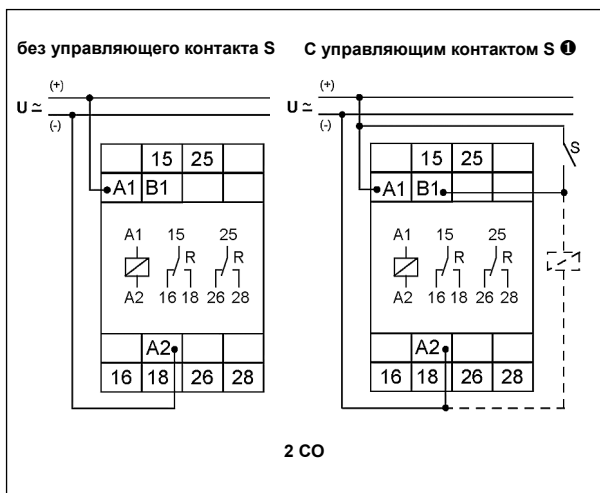 без управляющего контакта S
С управляющим контактом S ❶
(+)
U ≃
(-)
15 25
A1 B1
A1 15 25
R R
A2 16 18 26 28
A2
16 18 26 28
(+)
U ≃
(-)
S
15 25
A1 B1
A1 15 25
R R
A2 16 18 26 28
A2
16 18 26 28
2 CO